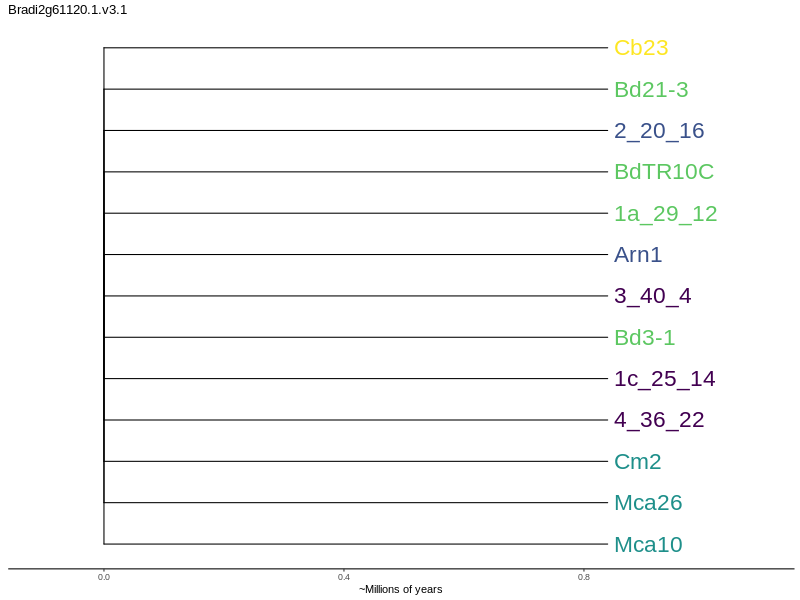 Bradi2g61120.1.v3.1
Cb23
Bd21-3
2_20_16
BdTR10C
1a_29_12
Arn1
3_40_4
Bd3-1
1c_25_14
4_36_22
Cm2
Mca26
Mca10
0.0 0.4 0.8
~Millions of years